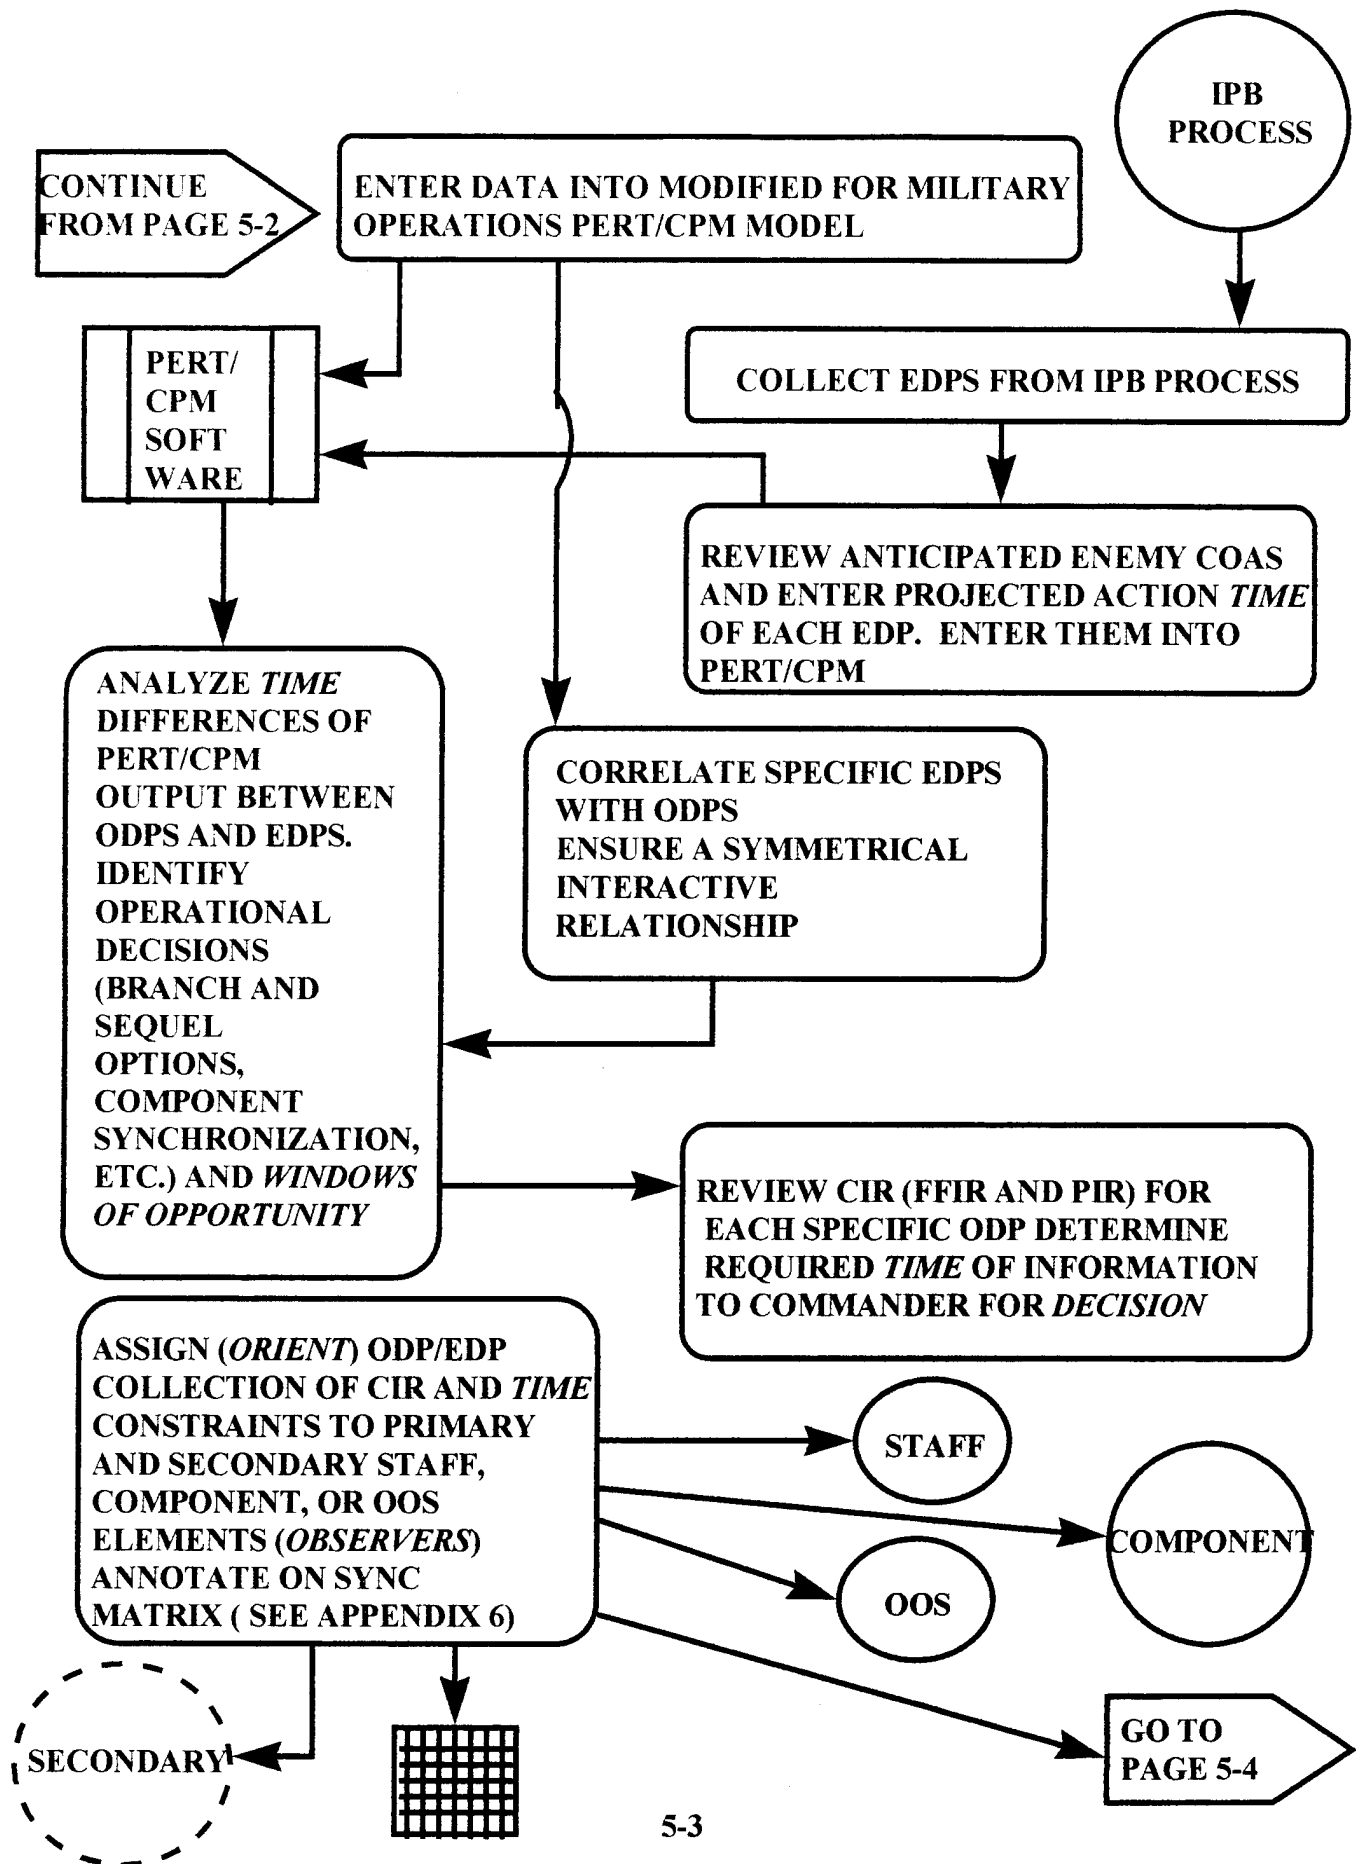 IPB
PROCESS
CONTINUE
FROM PAGE 5-2
ENTER DATA INTO MODIFIED FOR MILITARY
OPERATIONS PERT/CPM MODEL
PERT/
CPM
SOFT
WARE
COLLECT EDPS FROM IPB PROCESS
REVIEW ANTICIPATED ENEMY COAS
AND ENTER PROJECTED ACTION TIME
OF EACH EDP. ENTER THEM INTO
PERT/CPM
ANALYZE TIME
DIFFERENCES OF
PERT/CPM
OUTPUT BETWEEN
ODPS AND EDPS.
IDENTIFY
OPERATIONAL
DECISIONS
(BRANCH AND
SEQUEL
OPTIONS,
COMPONENT
SYNCHRONIZATION,
ETC.) AND WINDOWS
OF OPPORTUNITY
CORRELATE SPECIFIC EDPS
WITH ODPS
ENSURE A SYMMETRICAL
INTERACTIVE
RELATIONSHIP
REVIEW CIR (FFIR AND PIR) FOR
EACH SPECIFIC ODP DETERMINE
REQUIRED TIME OF INFORMATION
TO COMMANDER FOR DECISION
ASSIGN (ORIENT) ODP/EDP
COLLECTION OF CIR AND TIME
CONSTRAINTS TO PRIMARY
AND SECONDARY STAFF,
COMPONENT, OR OOS
ELEMENTS (OBSERVERS)
ANNOTATE ON SYNC
MATRIX ( SEE APPENDIX 6)
STAFF
COMPONENT
OOS
SECONDARY
GO TO
PAGE 5-4
5-3